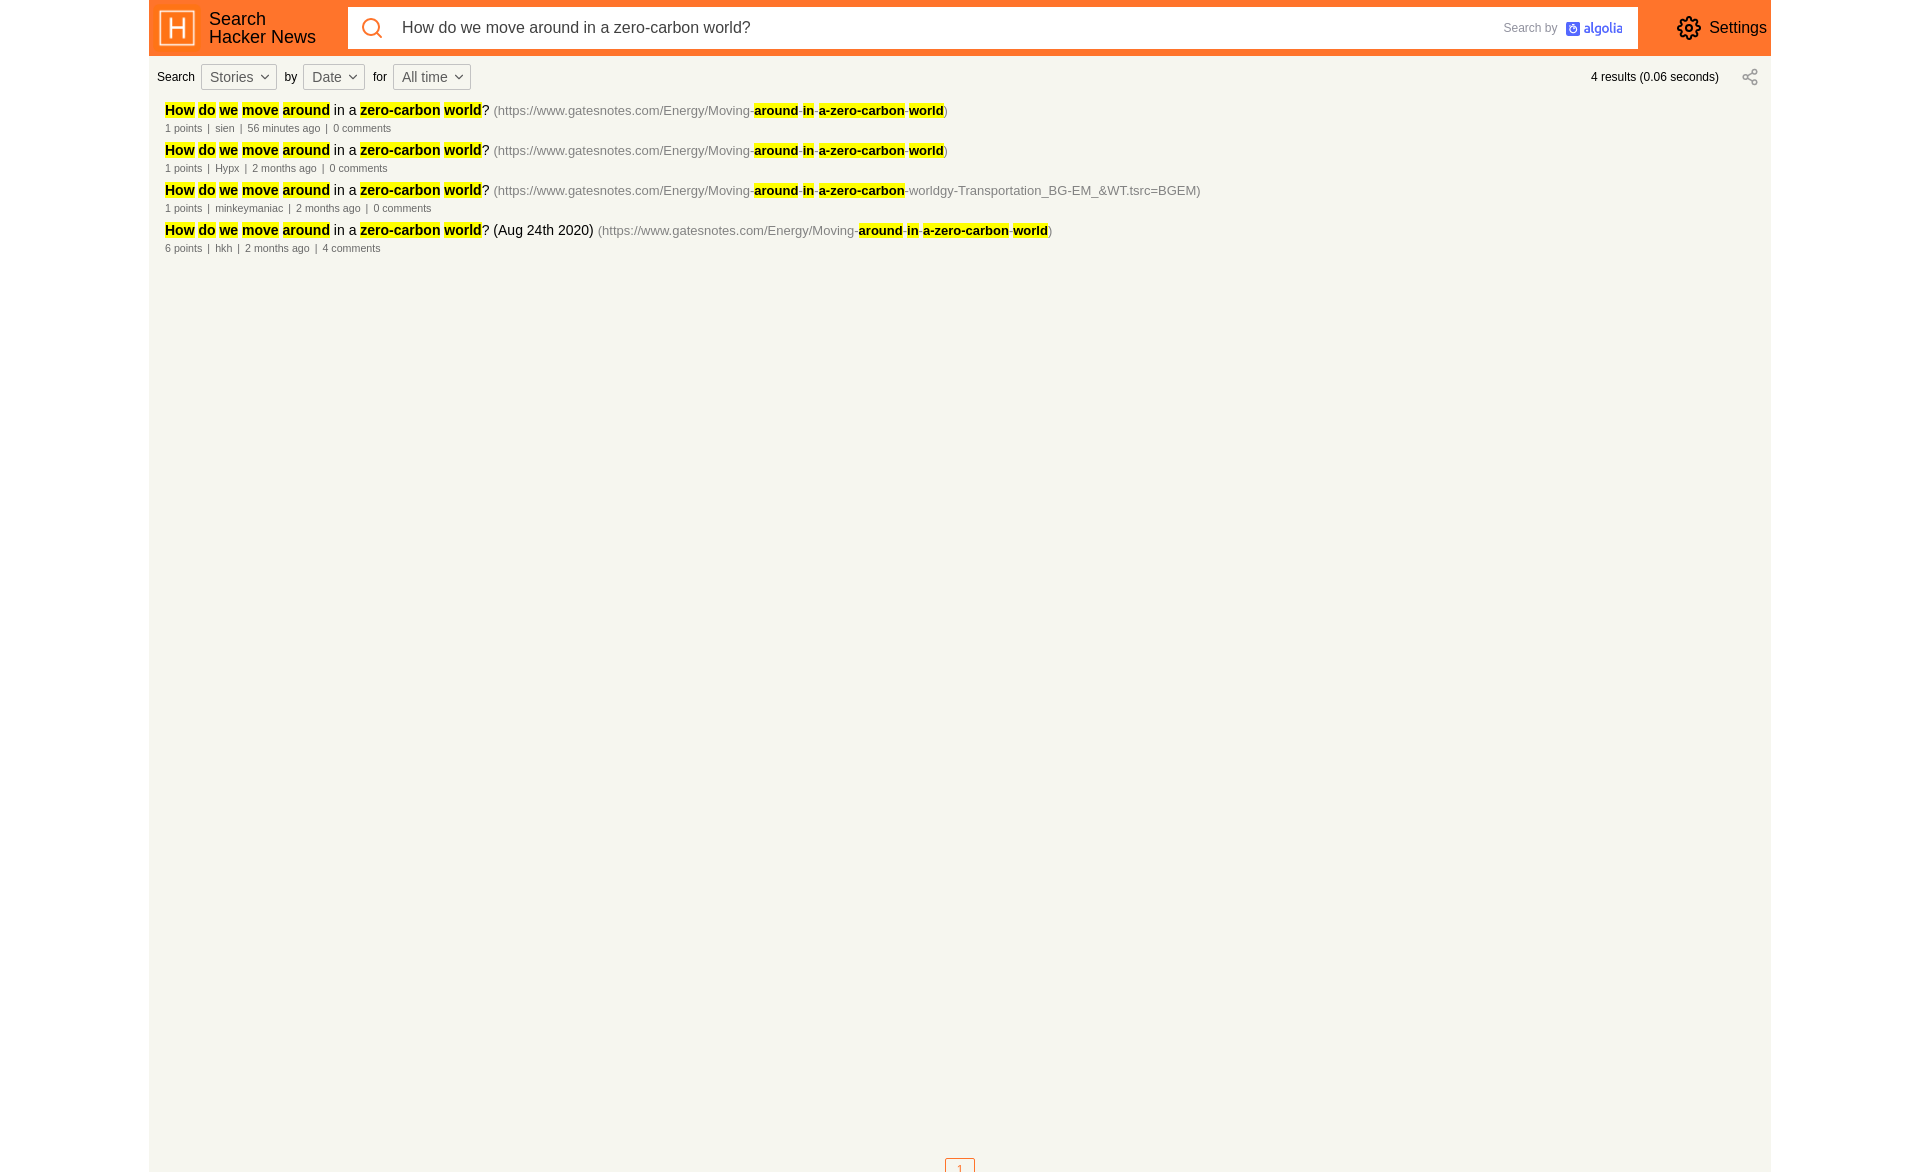 Search
Hacker News
How do we move around in a zero-carbon world?
Search by algolia
Settings
Search Stories by Date for All time
4 results (0.06 seconds)
How do we move around in a zero-carbon world? (https://www.gatesnotes.com/Energy/Moving-around-in-a-zero-carbon-world)
1 points | sien | 56 minutes ago | 0 comments
How do we move around in a zero-carbon world? (https://www.gatesnotes.com/Energy/Moving-around-in-a-zero-carbon-world)
1 points | Hypx | 2 months ago | 0 comments
How do we move around in a zero-carbon world? (https://www.gatesnotes.com/Energy/Moving-around-in-a-zero-carbon-worldgy-Transportation_BG-EM_&WT.tsrc=BGEM)
1 points | minkeymaniac | 2 months ago | 0 comments
How do we move around in a zero-carbon world? (Aug 24th 2020) (https://www.gatesnotes.com/Energy/Moving-around-in-a-zero-carbon-world)
6 points | hkh | 2 months ago | 4 comments
1